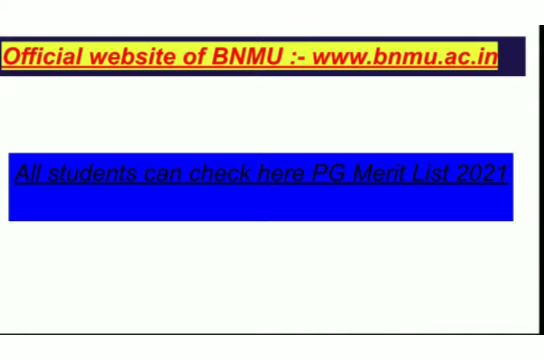 Official website of BNMU :- www.bnmu.ac.in
All students can check here PG Merit List 2021